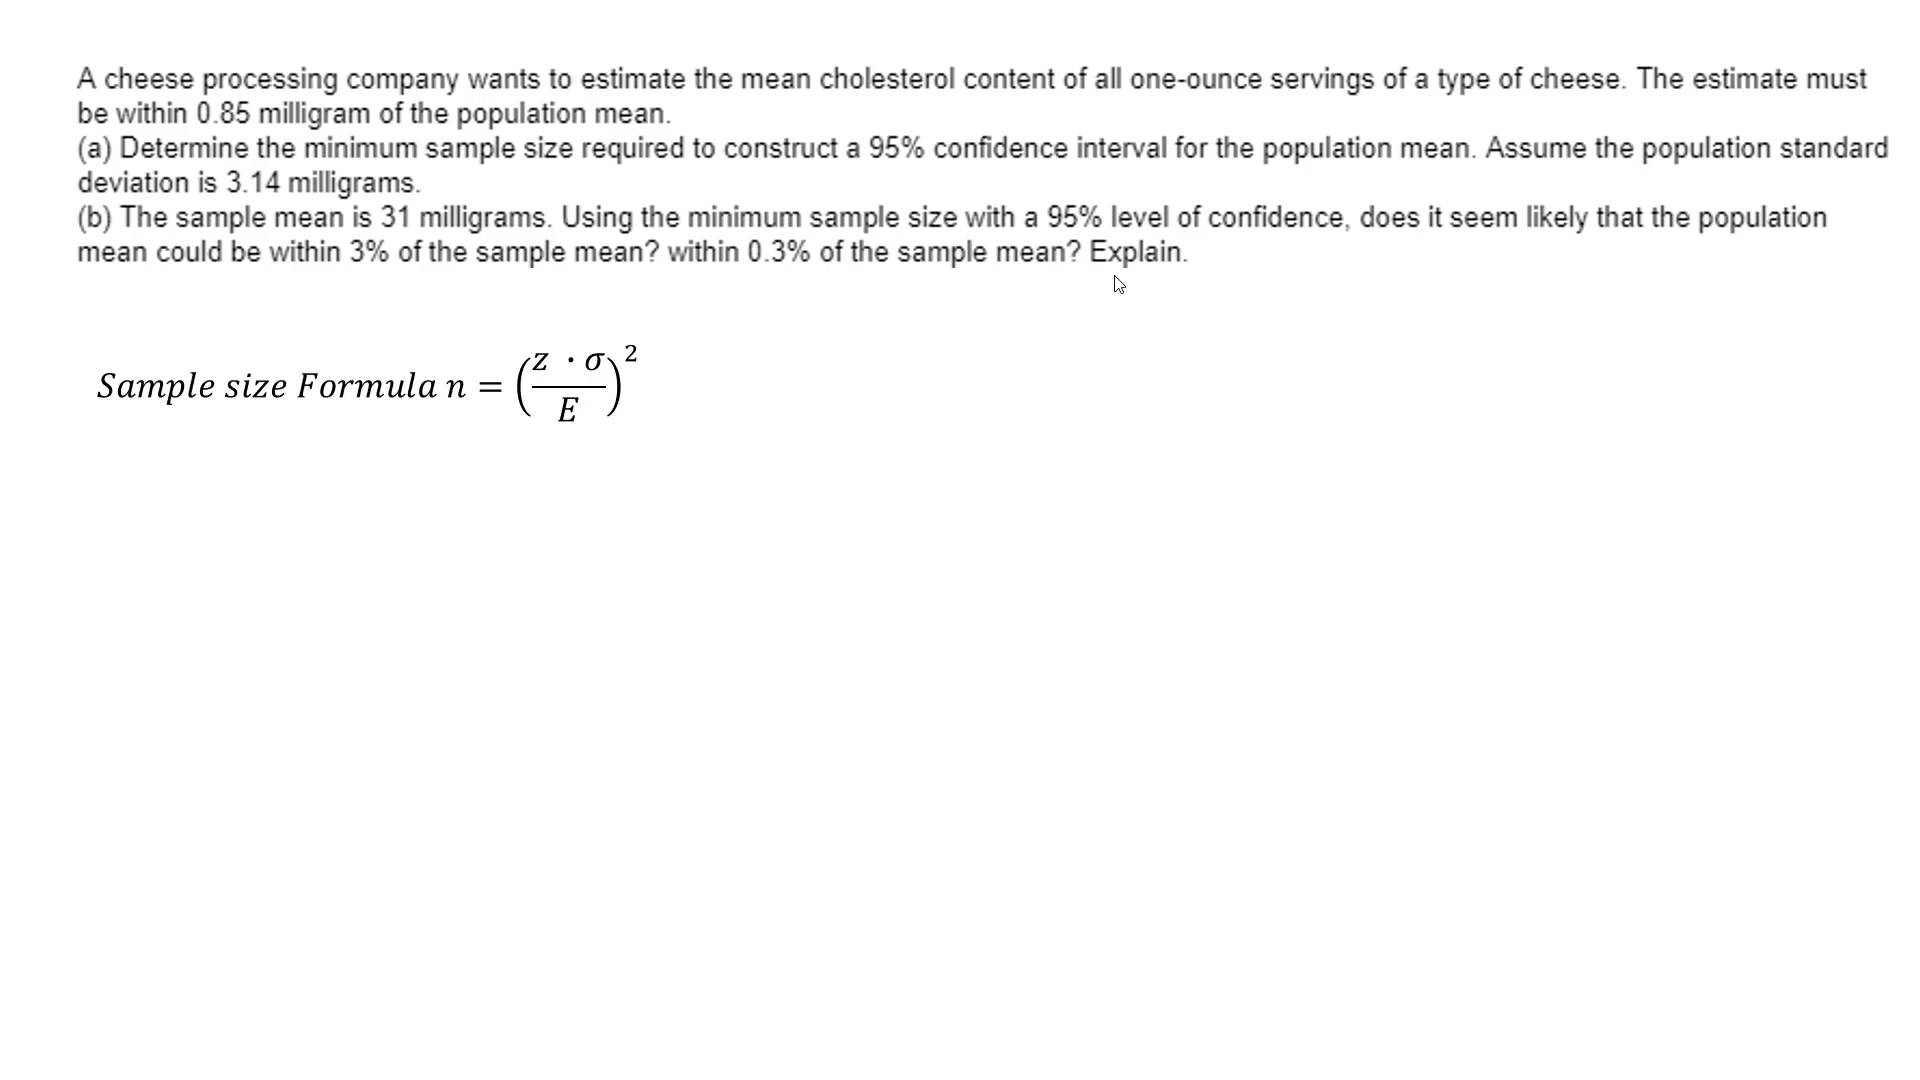 A cheese processing company wants to estimate the mean cholesterol content of all one-ounce servings of a type of cheese. The estimate must
be within 0.85 milligram of the population mean.
(a) Determine the minimum sample size required to construct a 95% confidence interval for the population mean. Assume the population standard
deviation is 3.14 milligrams.
(b) The sample mean is 31 milligrams. Using the minimum sample size with a 95% level of confidence, does it seem likely that the population
mean could be within 3% of the sample mean? within 0.3% of the sample mean? Explain.
Sample size Formula n = (z · σ / E)²